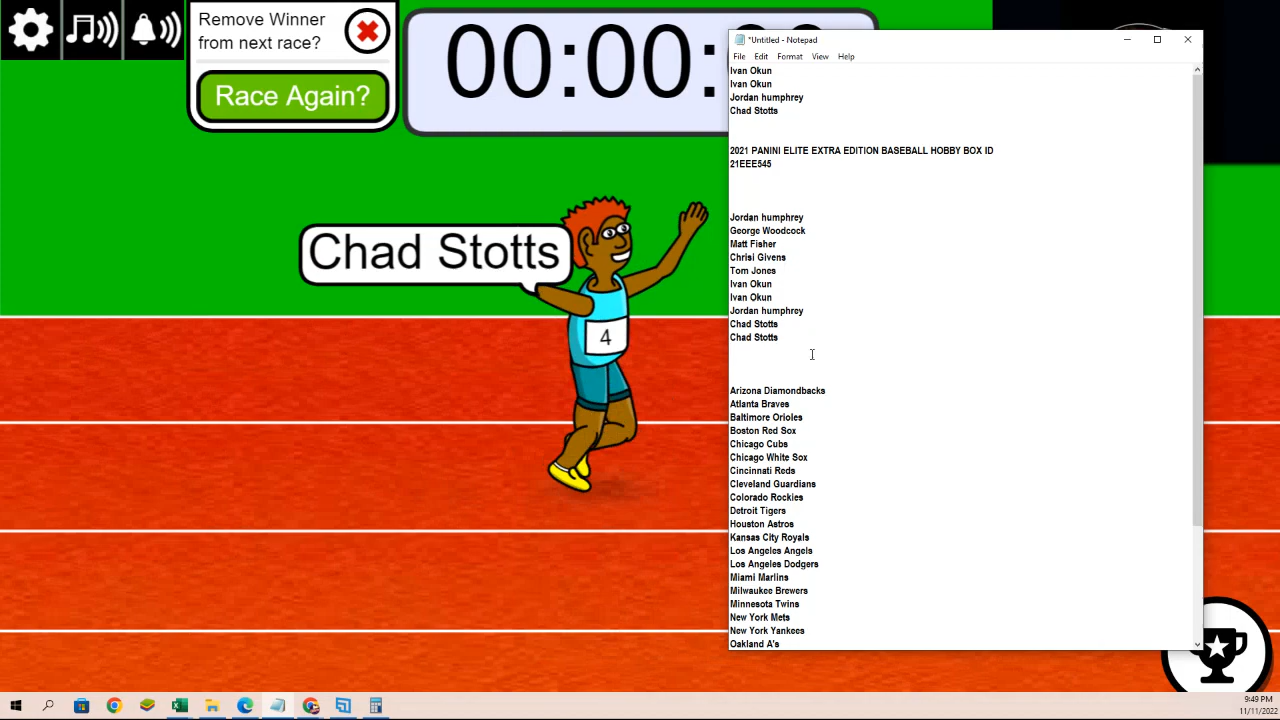 Remove Winner
from next race?
Race Again?
00:00:
Chad Stotts
4
*Untitled - Notepad
File Edit Format View Help
Ivan Okun
Ivan Okun
Jordan humphrey
Chad Stotts
2021 PANINI ELITE EXTRA EDITION BASEBALL HOBBY BOX ID
21EEE545
Jordan humphrey
George Woodcock
Matt Fisher
Chrisi Givens
Tom Jones
Ivan Okun
Ivan Okun
Jordan humphrey
Chad Stotts
Chad Stotts
Arizona Diamondbacks
Atlanta Braves
Baltimore Orioles
Boston Red Sox
Chicago Cubs
Chicago White Sox
Cincinnati Reds
Cleveland Guardians
Colorado Rockies
Detroit Tigers
Houston Astros
Kansas City Royals
Los Angeles Angels
Los Angeles Dodgers
Miami Marlins
Milwaukee Brewers
Minnesota Twins
New York Mets
New York Yankees
Oakland A's
9:49 PM
11/11/2022